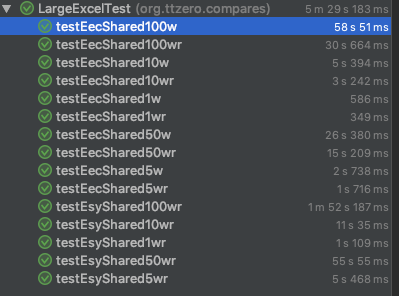 LargeExcelTest (org.ttzero.compares) 5 m 29 s 183 ms
testEecShared100w 58 s 51 ms
testEecShared100wr 30 s 664 ms
testEecShared10w 5 s 394 ms
testEecShared10wr 3 s 242 ms
testEecShared1w 586 ms
testEecShared1wr 349 ms
testEecShared50w 26 s 380 ms
testEecShared50wr 15 s 209 ms
testEecShared5w 2 s 738 ms
testEecShared5wr 1 s 716 ms
testEsyShared100wr 1 m 52 s 187 ms
testEsyShared10wr 11 s 35 ms
testEsyShared1wr 1 s 109 ms
testEsyShared50wr 55 s 55 ms
testEsyShared5wr 5 s 468 ms